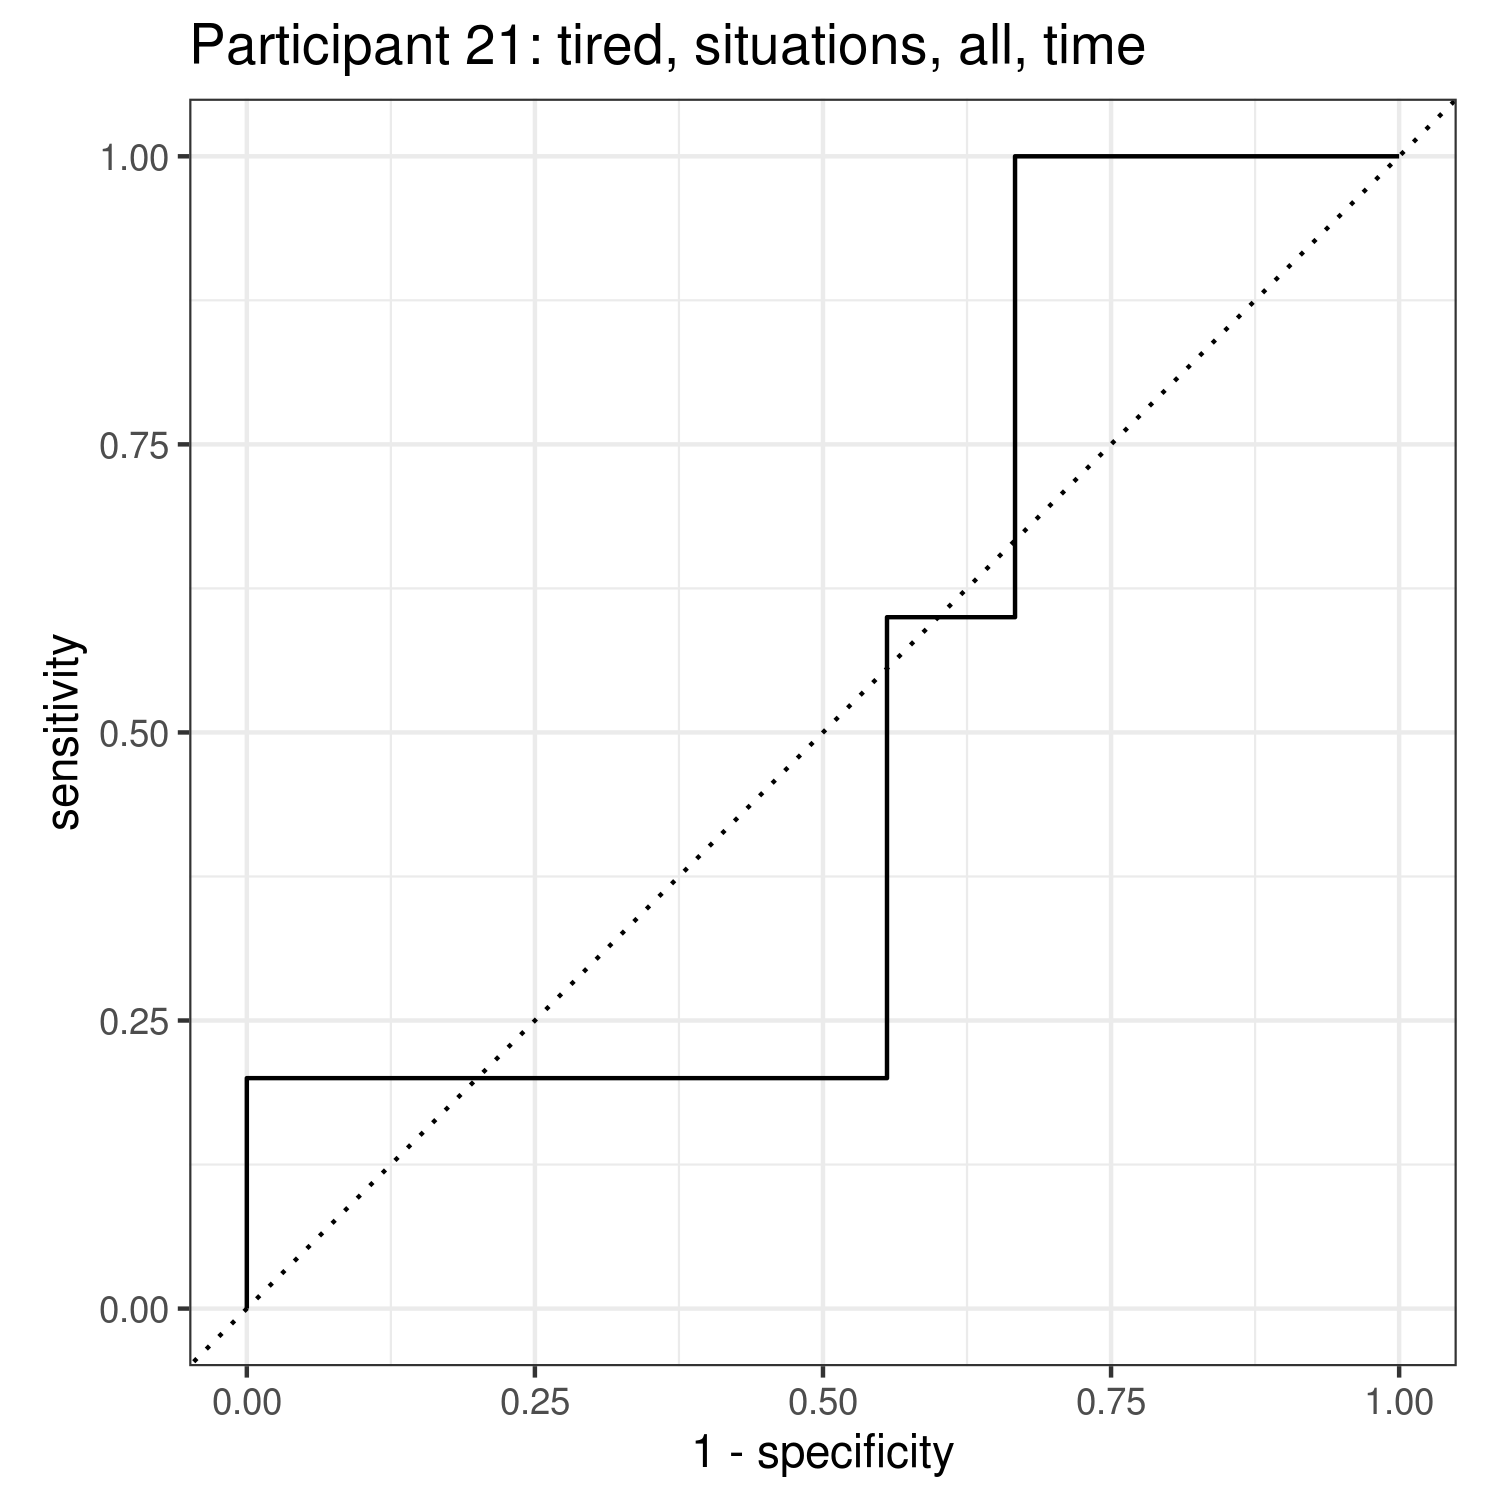 Participant 21: tired, situations, all, time
1.00
0.75
0.50
0.25
0.00
sensitivity
0.00 0.25 0.50 0.75 1.00
1 - specificity